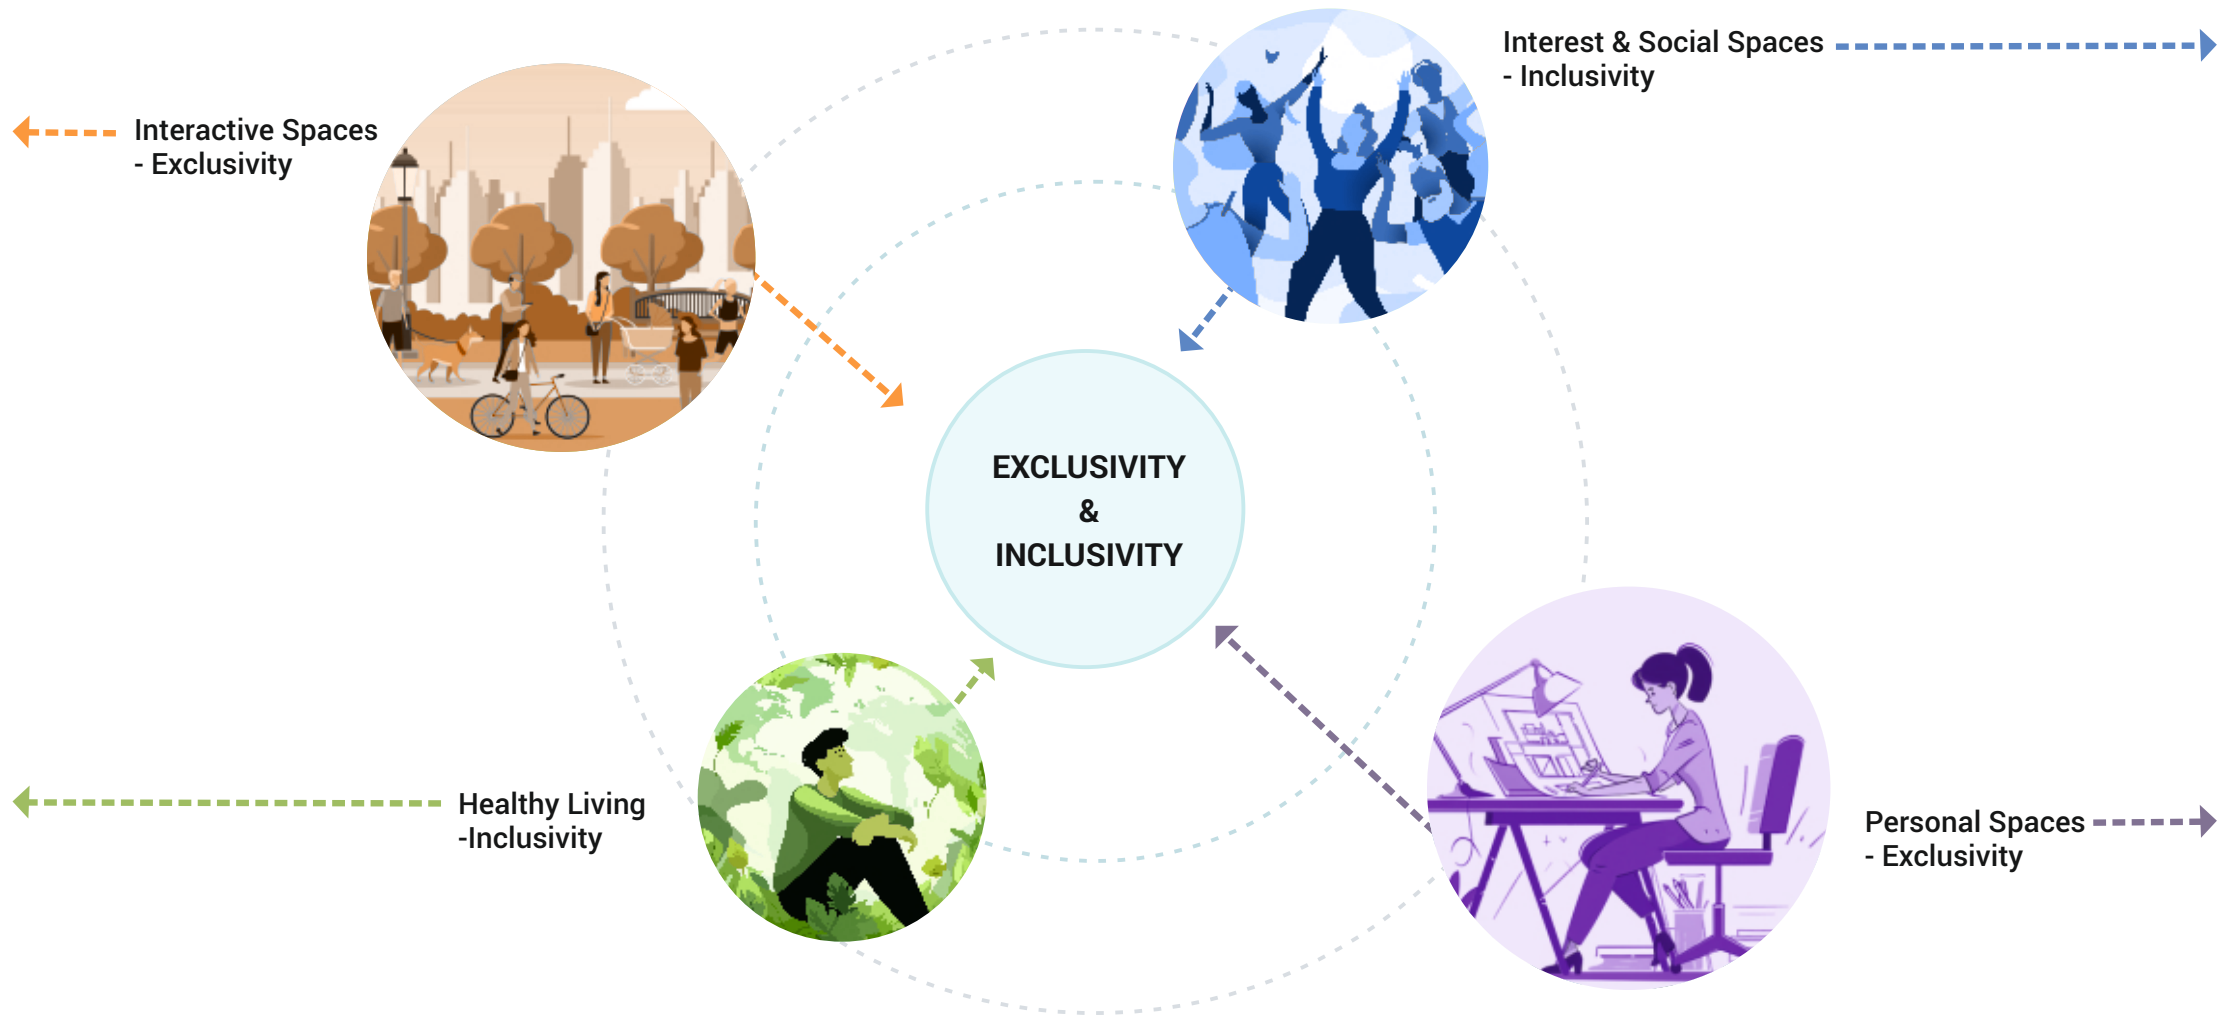 Interest & Social Spaces
- Inclusivity
Interactive Spaces
- Exclusivity
EXCLUSIVITY
&
INCLUSIVITY
Healthy Living
-Inclusivity
Personal Spaces
- Exclusivity